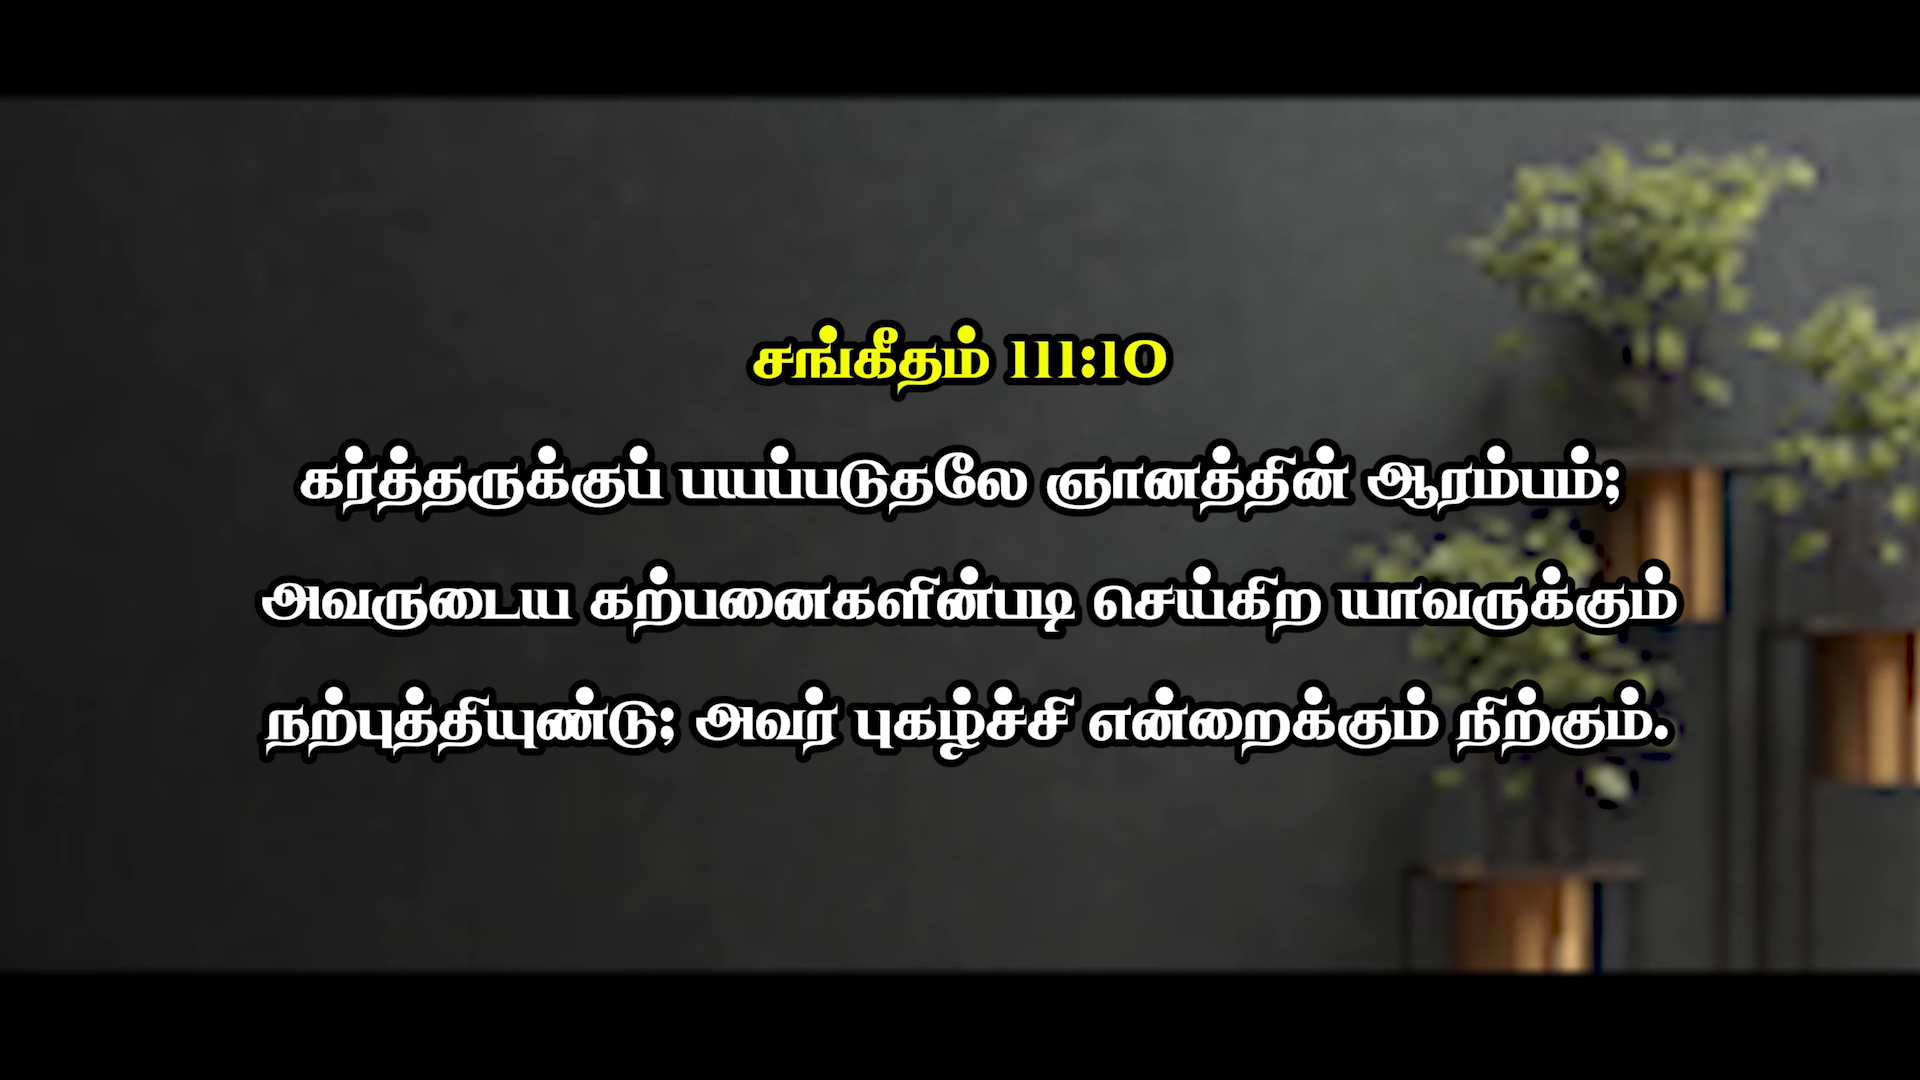 சங்கீதம் 111:10
கர்த்தருக்குப் பயப்படுதலே ஞானத்தின் ஆரம்பம்;
அவருடைய கற்பனைகளின்படி செய்கிற யாவருக்கும்
நற்புத்தியுண்டு; அவர் புகழ்ச்சி என்றைக்கும் நிற்கும்.